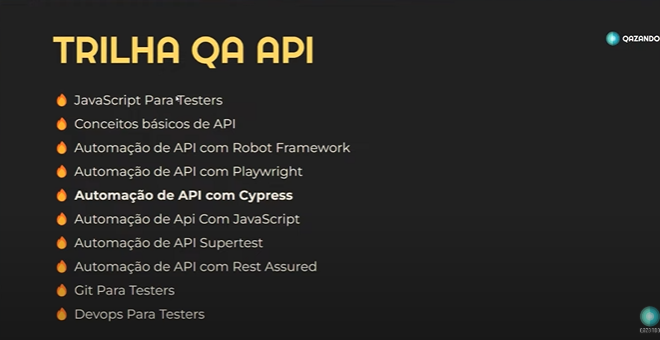 TRILHA QA API
QAZANDO
JavaScript Para Testers
Conceitos básicos de API
Automação de API com Robot Framework
Automação de API com Playwright
Automação de API com Cypress
Automação de Api Com JavaScript
Automação de API Supertest
Automação de API com Rest Assured
Git Para Testers
Devops Para Testers